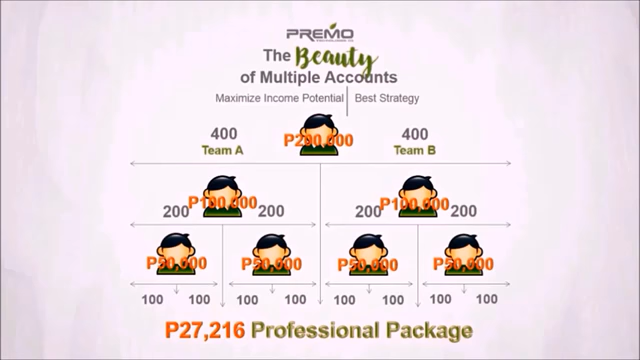 PREMO
The Beauty
of Multiple Accounts
Maximize Income Potential | Best Strategy
400 P200,000 400
Team A Team B
P100,000 P100,000
200 200 200 200
P50,000 P50,000 P50,000 P50,000
100 100 100 100 100 100 100 100
P27,216 Professional Package